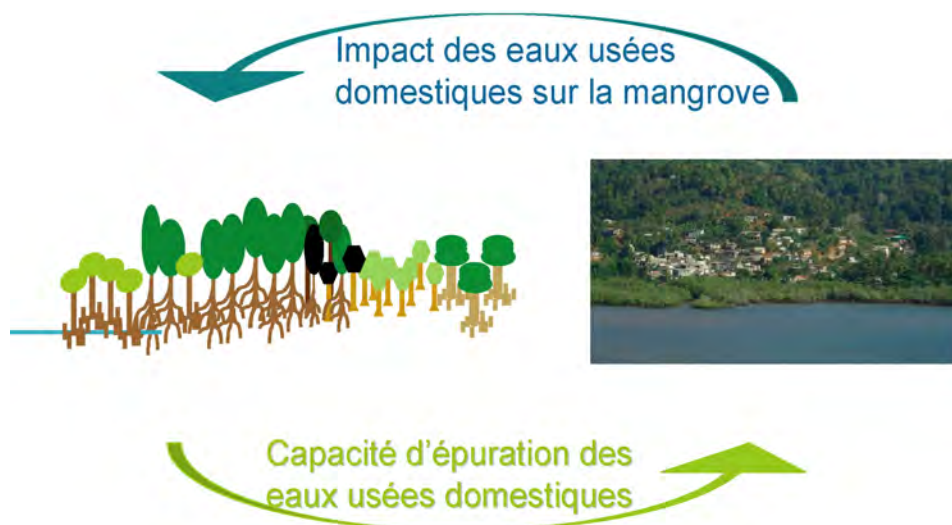 Impact des eaux usées
domestiques sur la mangrove
Capacité d'épuration des
eaux usées domestiques